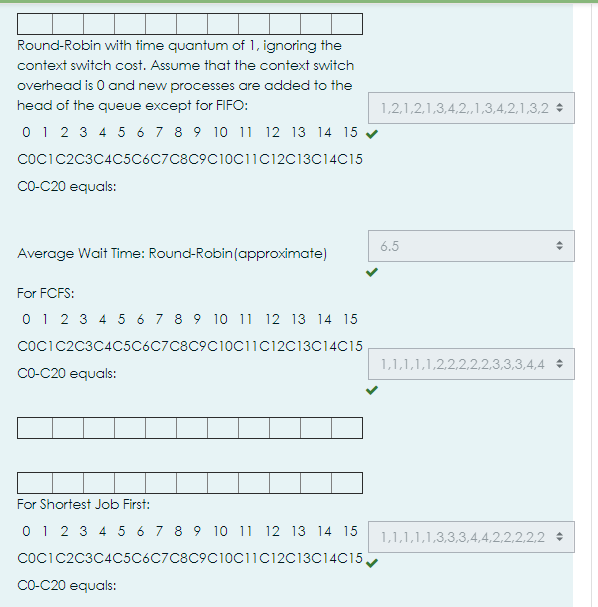 Round-Robin with time quantum of 1, ignoring the
context switch cost. Assume that the context switch
overhead is 0 and new processes are added to the
head of the queue except for FIFO:
1,2,1,2,1,3,4,2,,1,3,4,2,1,3,2
0 1 2 3 4 5 6 7 8 9 10 11 12 13 14 15
C0C1C2C3C4C5C6C7C8C9C10C11C12C13C14C15
C0-C20 equals:
6.5
Average Wait Time: Round-Robin(approximate)
For FCFS:
0 1 2 3 4 5 6 7 8 9 10 11 12 13 14 15
C0C1C2C3C4C5C6C7C8C9C10C11C12C13C14C15
1,1,1,1,1,2,2,2,2,2,3,3,3,4,4
C0-C20 equals:
For Shortest Job First:
0 1 2 3 4 5 6 7 8 9 10 11 12 13 14 15
1,1,1,1,1,3,3,3,4,4,2,2,2,2,2
C0C1C2C3C4C5C6C7C8C9C10C11C12C13C14C15
C0-C20 equals: